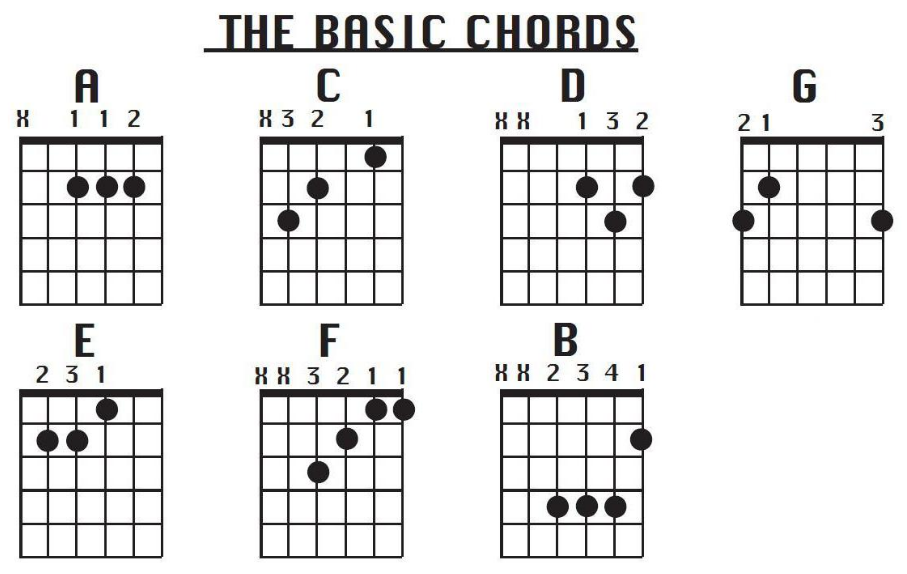 THE BASIC CHORDS
A
X 1 1 2
C
X 3 2 1
D
X X 1 3 2
G
2 1 3
E
2 3 1
F
X X 3 2 1 1
B
X X 2 3 4 1